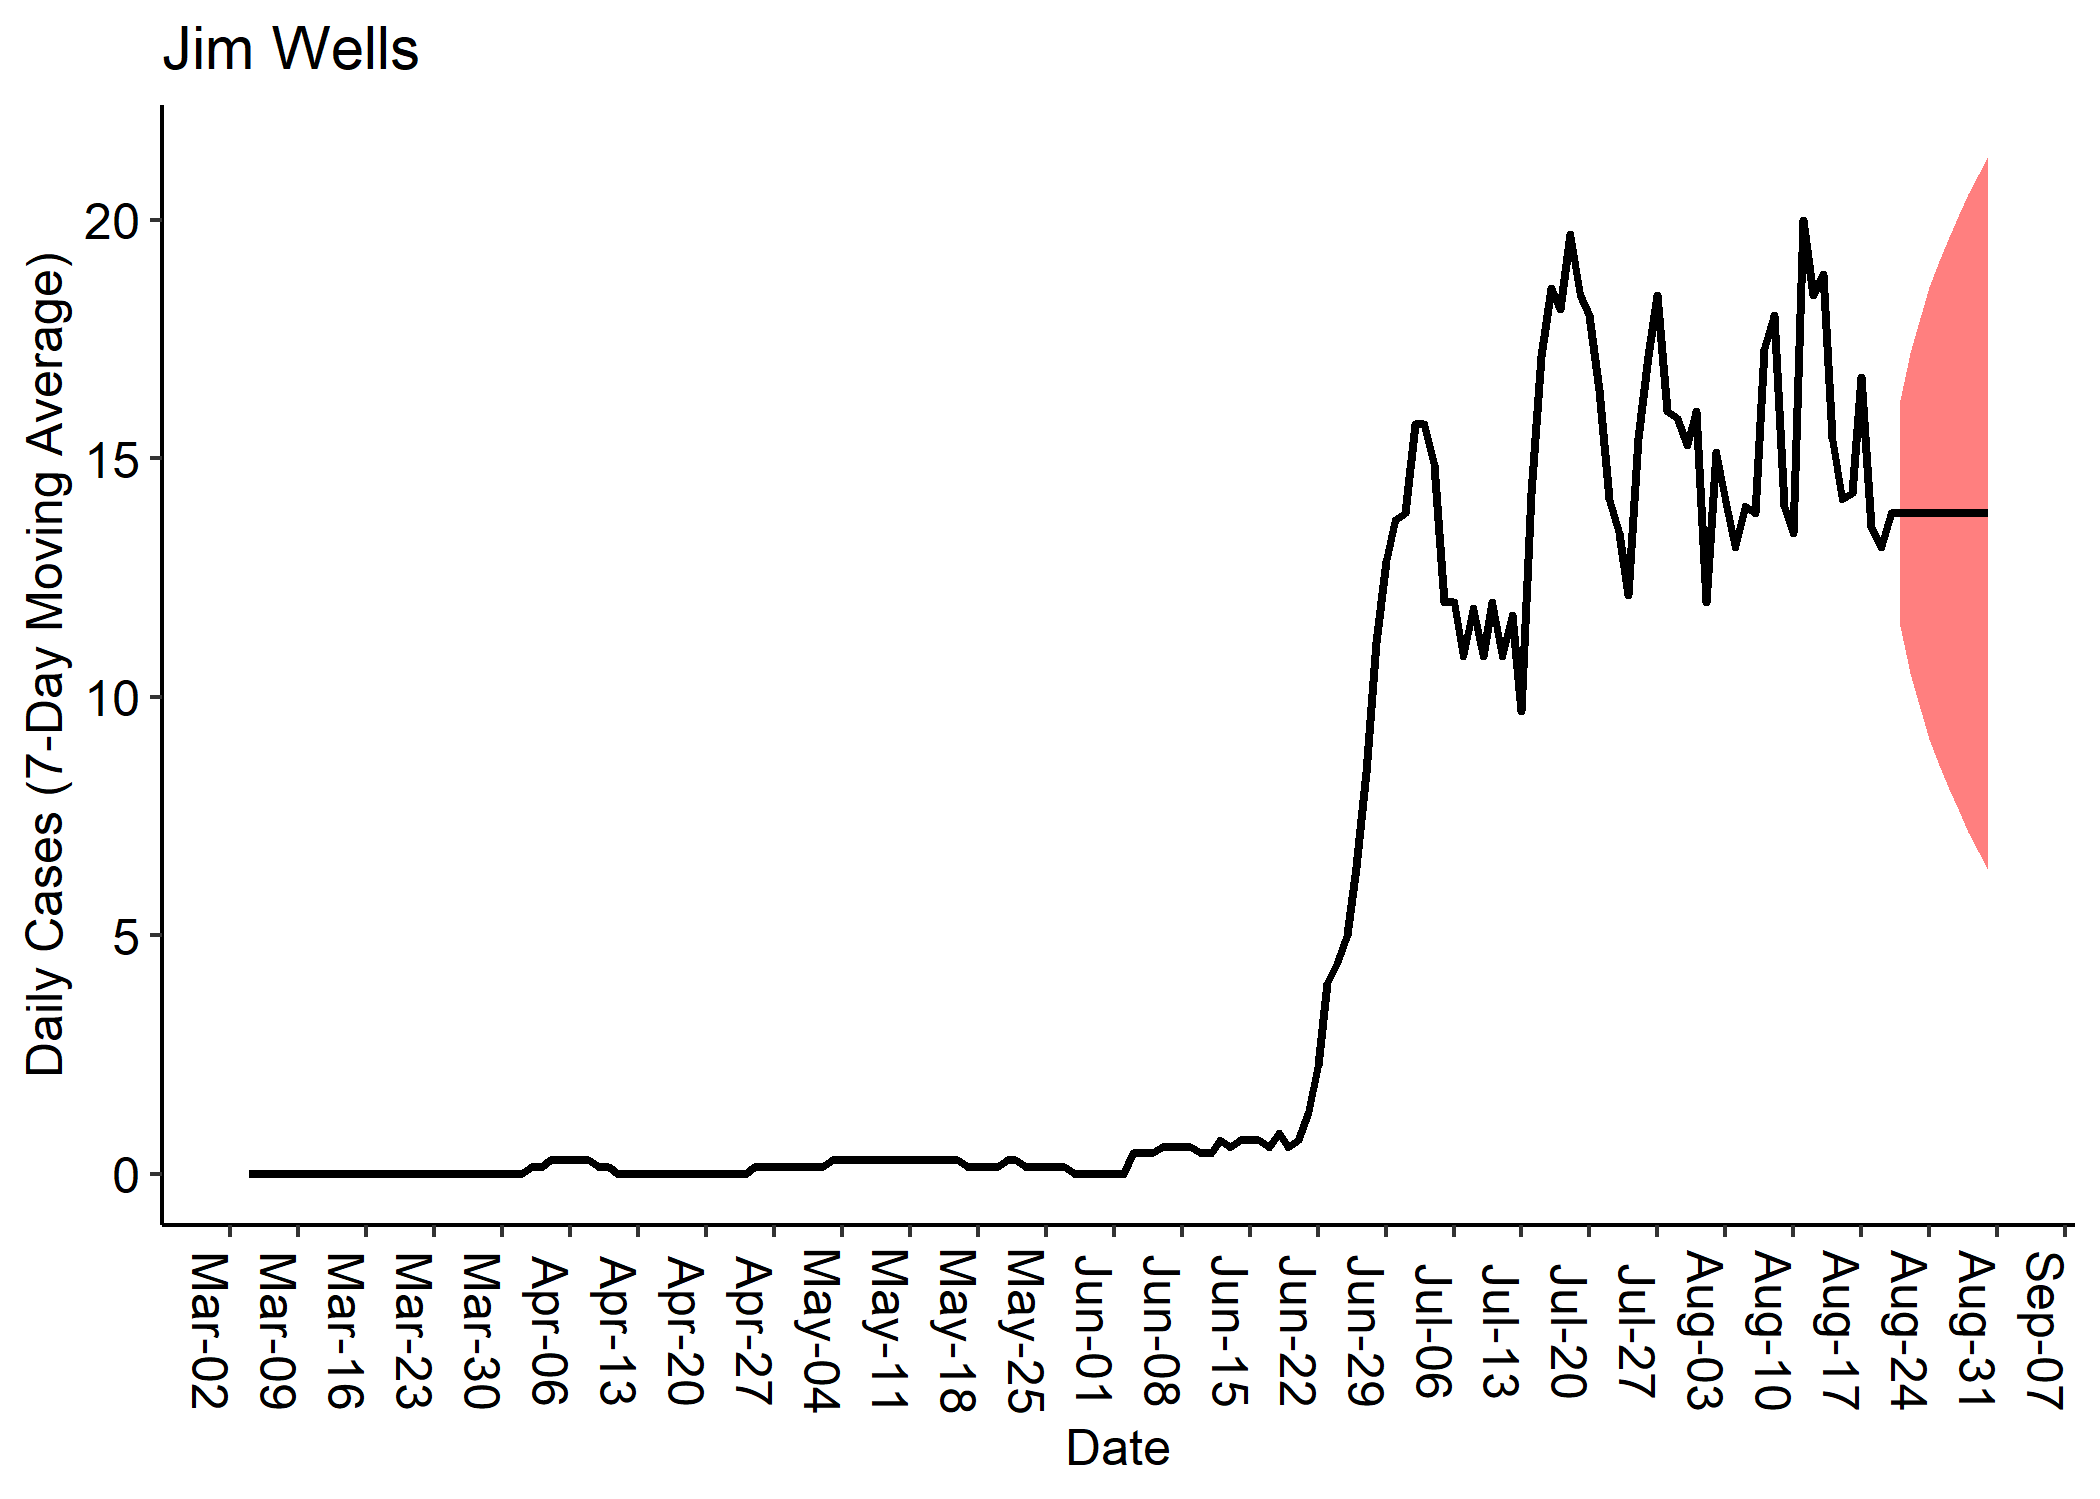 Jim Wells
Daily Cases (7-Day Moving Average)
20
15
10
5
0
Mar-02
Mar-09
Mar-16
Mar-23
Mar-30
Apr-06
Apr-13
Apr-20
Apr-27
May-04
May-11
May-18
May-25
Jun-01
Jun-08
Jun-15
Jun-22
Jun-29
Jul-06
Jul-13
Jul-20
Jul-27
Aug-03
Aug-10
Aug-17
Aug-24
Aug-31
Sep-07
Date